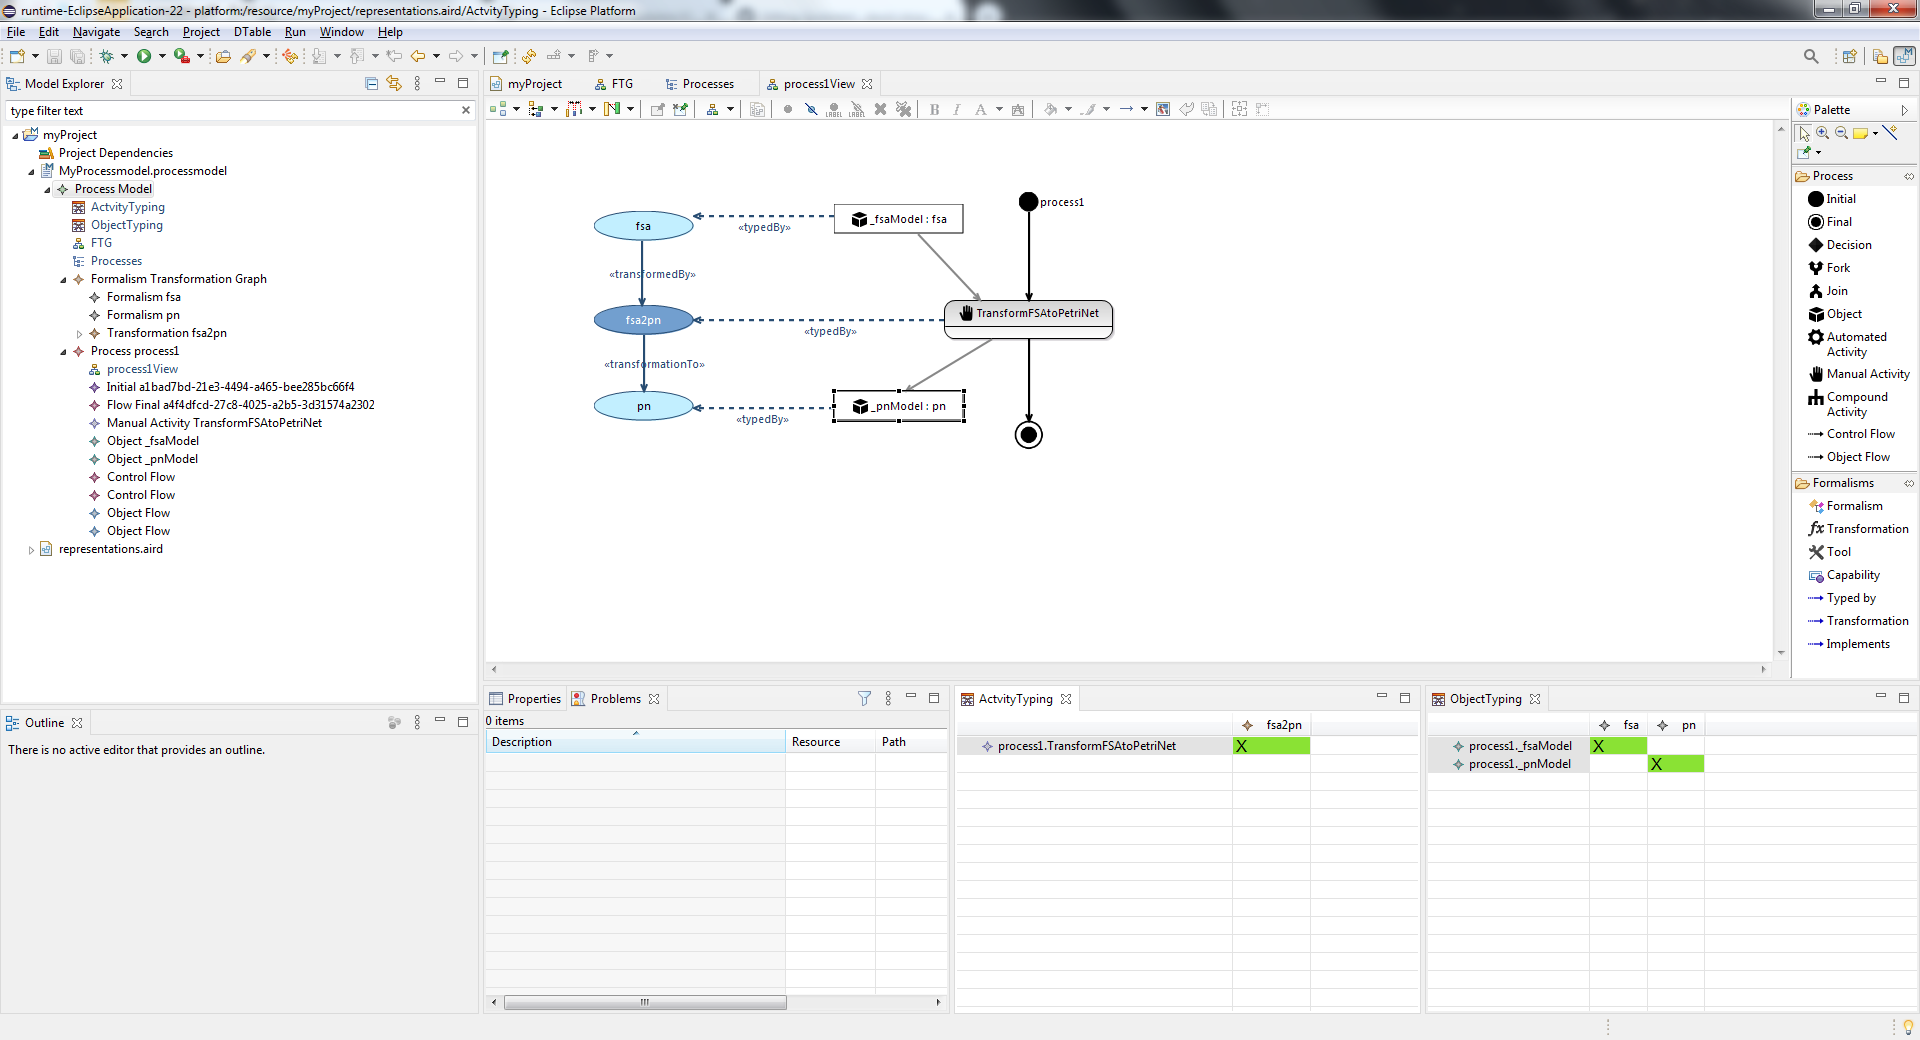 runtime-EclipseApplication-22 - platform:/resource/myProject/representations.aird/ActvityTyping - Eclipse Platform
File Edit Navigate Search Project DTable Run Window Help
Model Explorer
type filter text
myProject
Project Dependencies
MyProcessmodel.processmodel
Process Model
ActvityTyping
ObjectTyping
FTG
Processes
Formalism Transformation Graph
Formalism fsa
Formalism pn
Transformation fsa2pn
Process process1
process1View
Initial a1bad7bd-21e3-4494-a465-bee285bc66f4
Flow Final a4f4dfcd-27c8-4025-a2b5-3d31574a2302
Manual Activity TransformFSAtoPetriNet
Object _fsaModel
Object _pnModel
Control Flow
Control Flow
Object Flow
Object Flow
representations.aird
Outline
There is no active editor that provides an outline.
myProject FTG Processes process1View
LABEL LABEL B I A
process1
fsa
«typedBy»
_fsaModel : fsa
«transformedBy»
fsa2pn
«typedBy»
TransformFSAtoPetriNet
«transformationTo»
pn
«typedBy»
_pnModel : pn
Palette
Process
Initial
Final
Decision
Fork
Join
Object
Automated
Activity
Manual Activity
Compound
Activity
Control Flow
Object Flow
Formalisms
Formalism
fx Transformation
Tool
Capability
Typed by
Transformation
Implements
Properties Problems
0 items
Description Resource Path
ActvityTyping
fsa2pn
process1.TransformFSAtoPetriNet X
ObjectTyping
fsa pn
process1._fsaModel X
process1._pnModel X